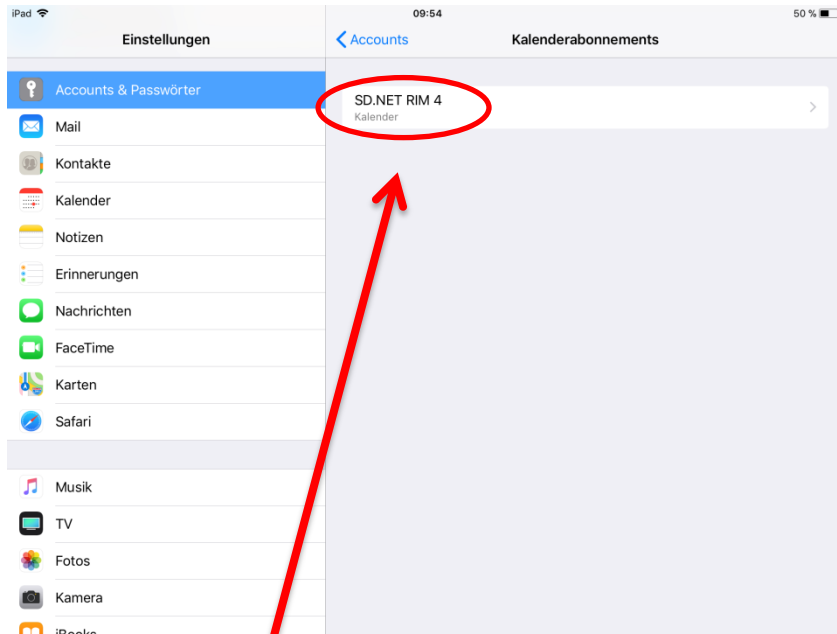 iPad 09:54 50 %
Einstellungen
Accounts Kalenderabonnements
Accounts & Passwörter
SD.NET RIM 4
Kalender
Mail
Kontakte
Kalender
Notizen
Erinnerungen
Nachrichten
FaceTime
Karten
Safari
Musik
TV
Fotos
Kamera
iBooks